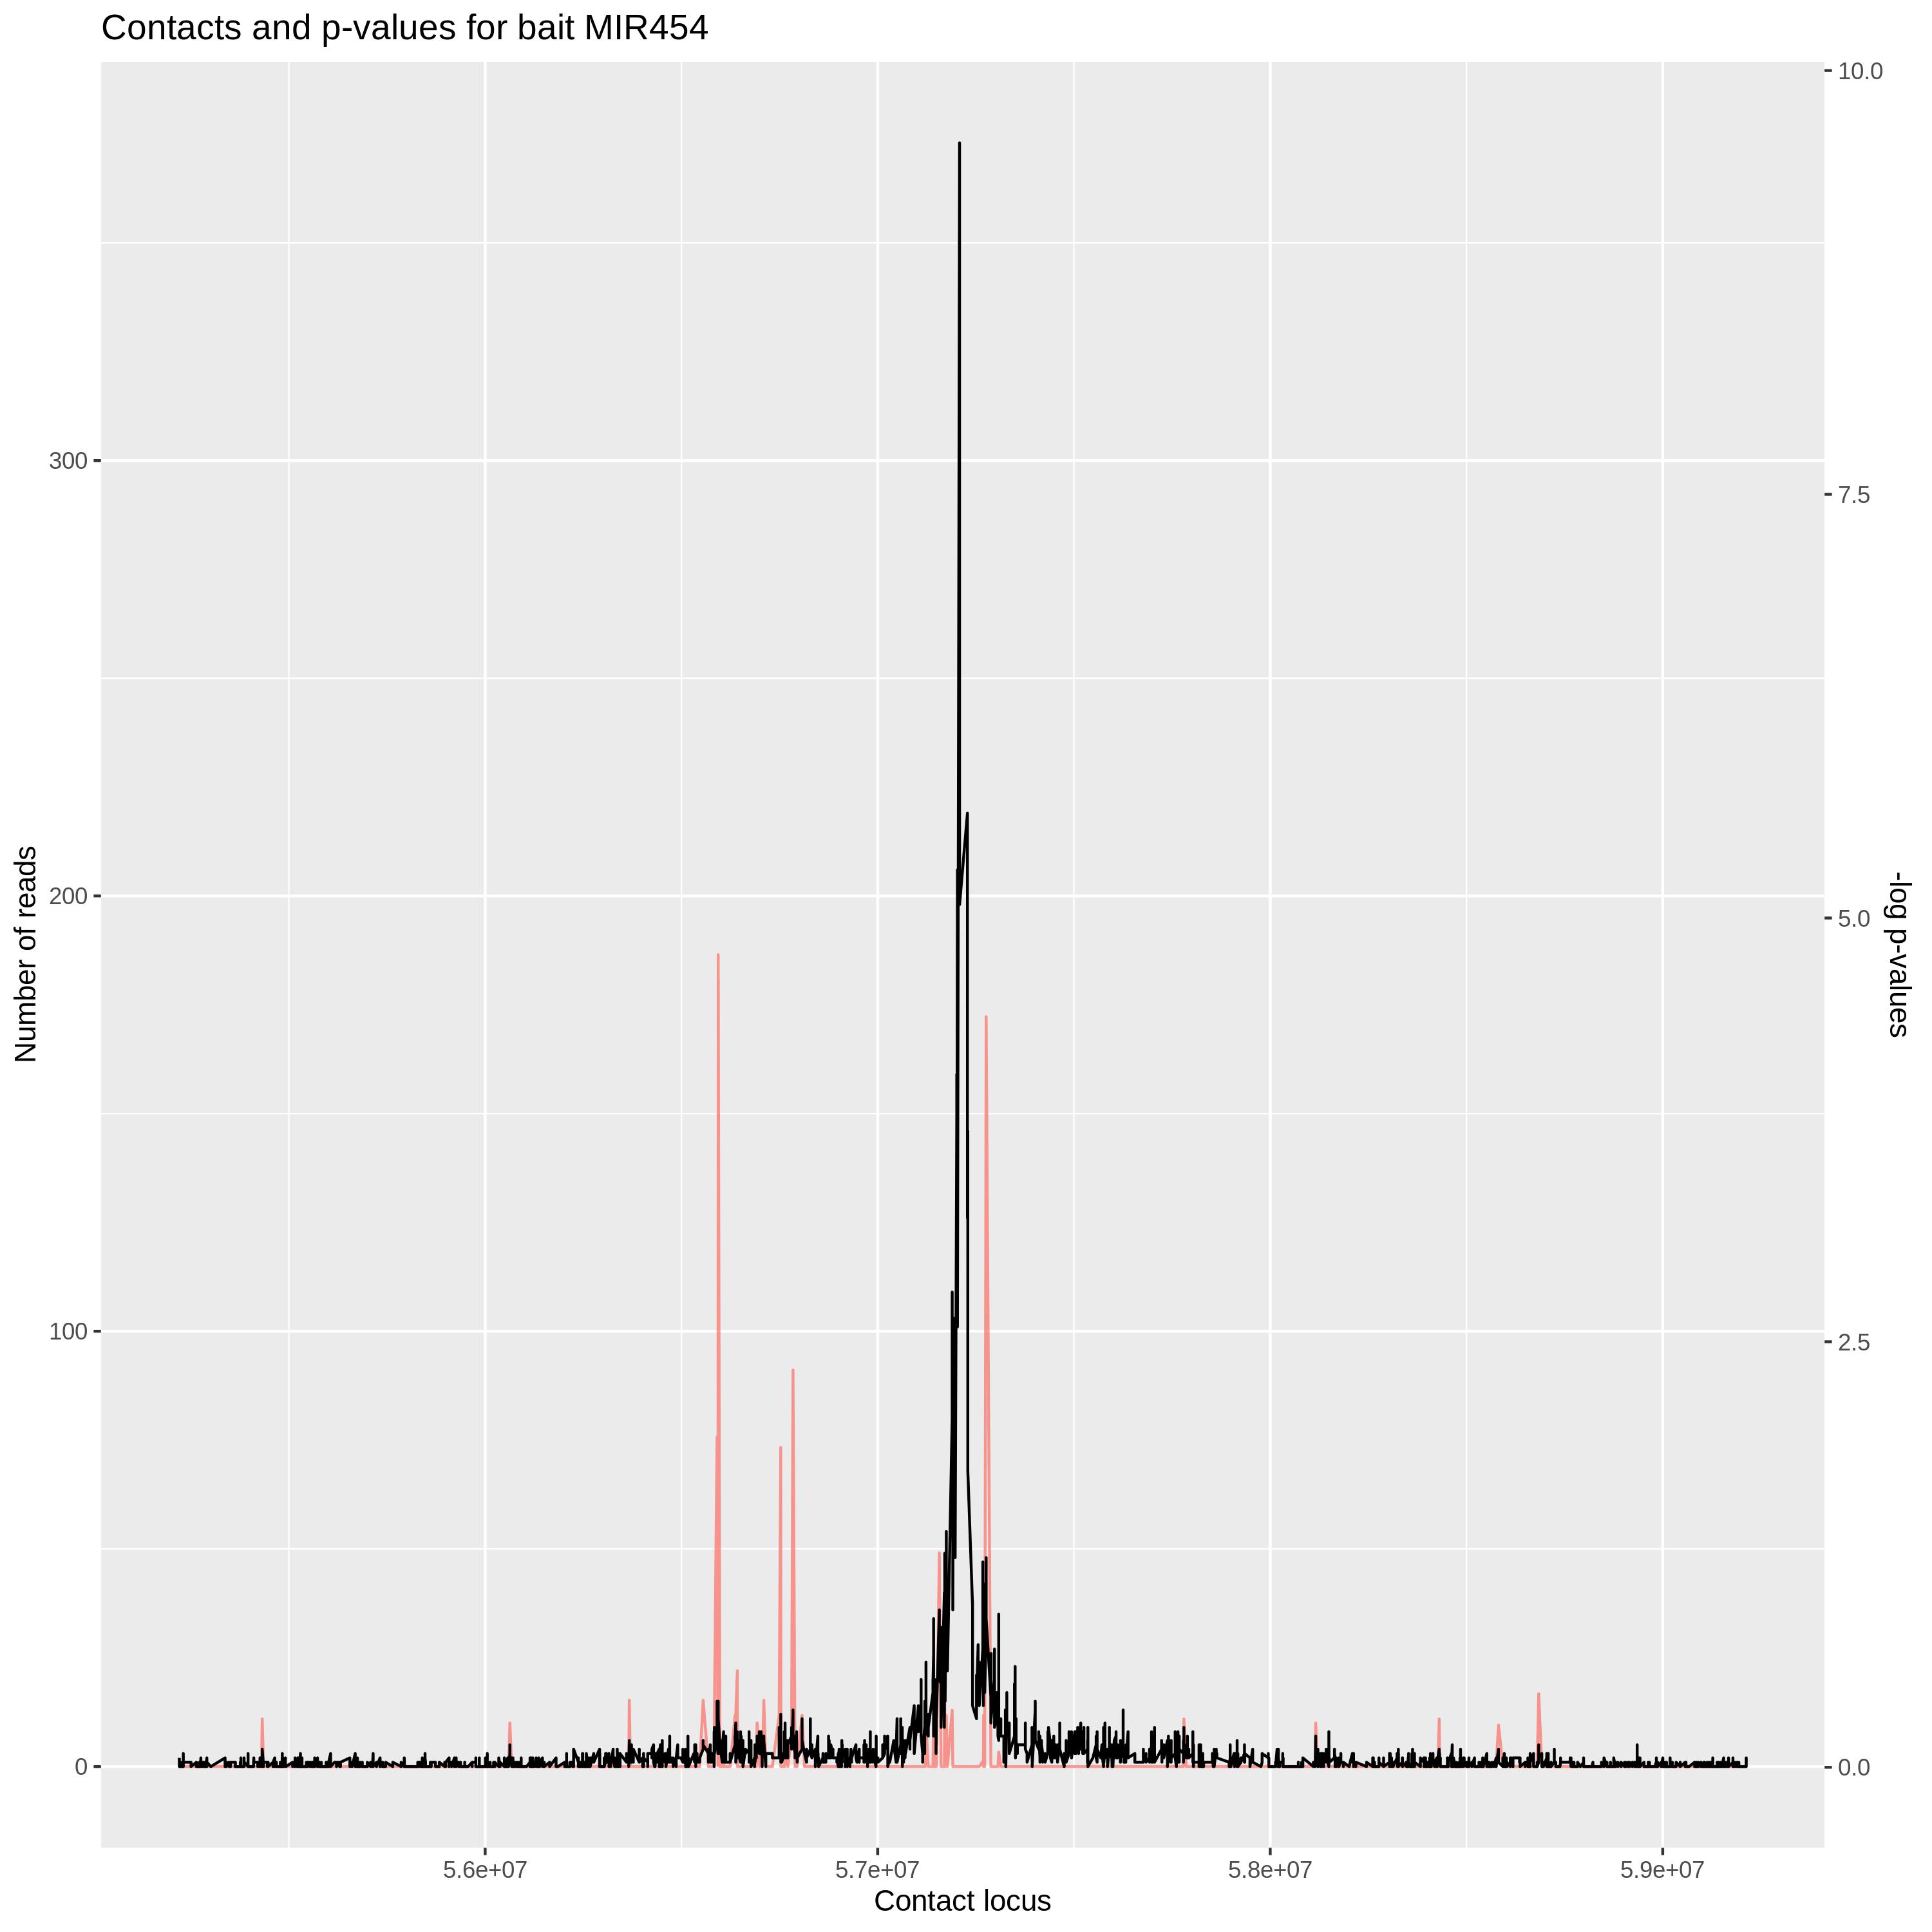 Contacts and p-values for bait MIR454
10.0
300
7.5
Number of reads
200
5.0
-log p-values
100
2.5
0
0.0
5.6e+07 5.7e+07 5.8e+07 5.9e+07
Contact locus